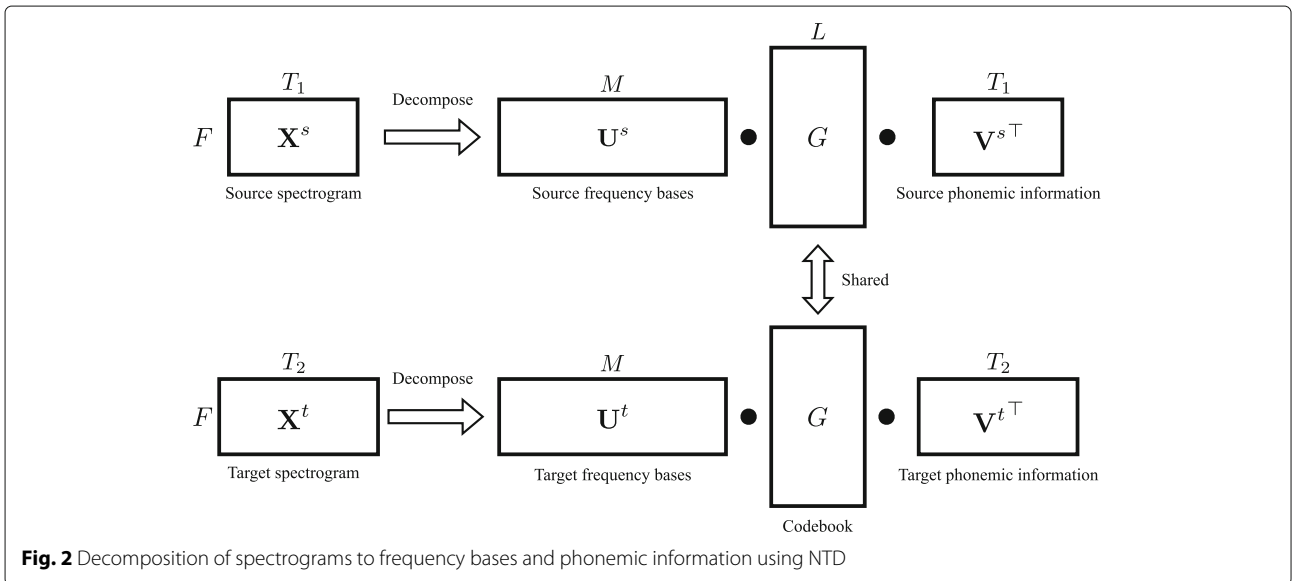 L
T₁ M T₁
Decompose
F Xˢ Uˢ G Vˢ⊤
Source spectrogram Source frequency bases Source phonemic information
Shared
T₂ M T₂
Decompose
F Xᵗ Uᵗ G Vᵗ⊤
Target spectrogram Target frequency bases Target phonemic information
Codebook
Fig. 2 Decomposition of spectrograms to frequency bases and phonemic information using NTD